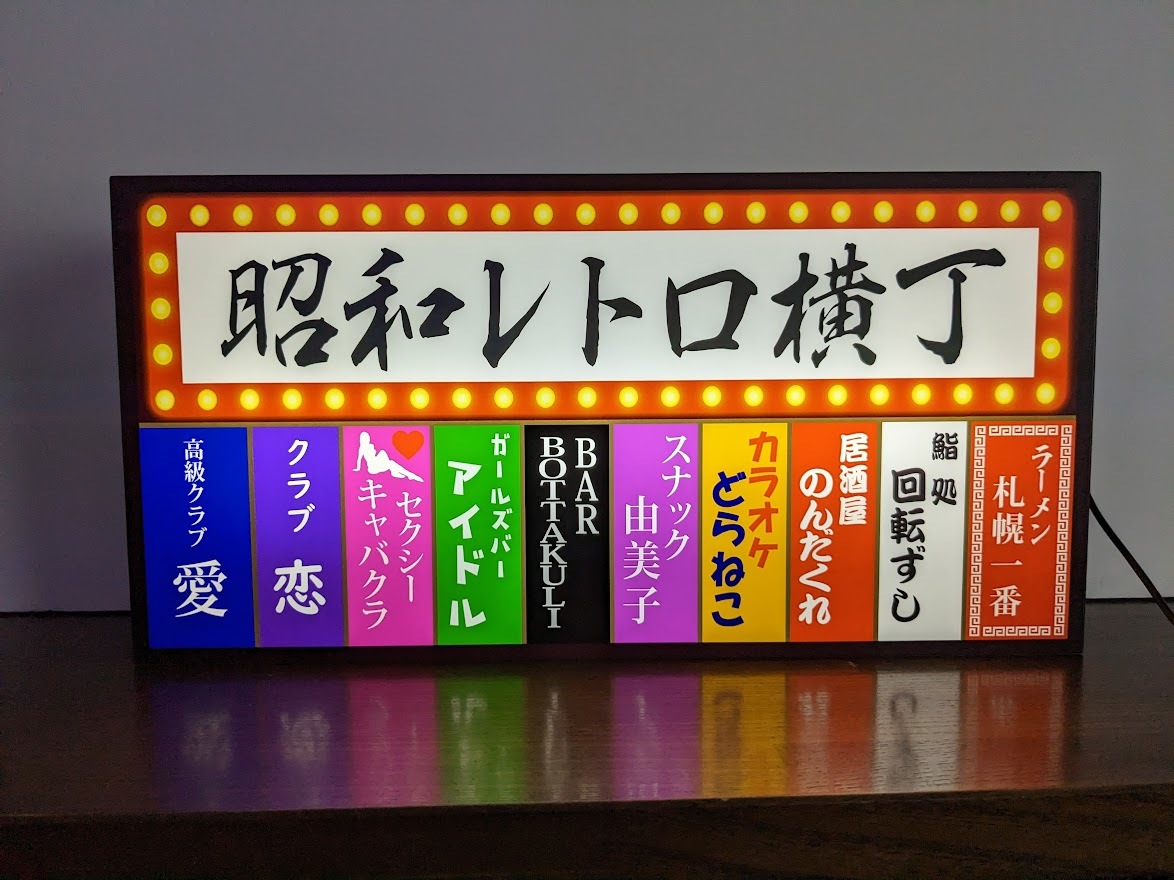 昭和レトロ横丁
高級クラブ
愛
クラブ
恋
セクシー
キャバクラ
ガールズバー
アイドル
BAR
BOTTAKULI
スナック
由美子
カラオケ
どらねこ
居酒屋
のんだくれ
鮨処
回転ずし
ラーメン
札幌一番